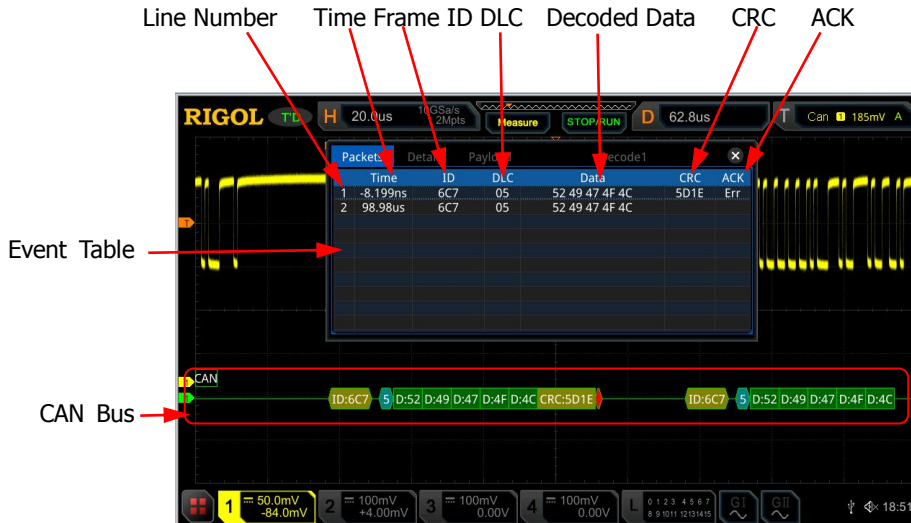 Line Number Time Frame ID DLC Decoded Data CRC ACK
RIGOL T'D H 20.0us 10GSa/s 2Mpts Measure STOP/RUN D 62.8us T Can 1 185mV A
Packets Detail Payload Decode1
Time ID DLC Data CRC ACK
1 -8.199ns 6C7 05 52 49 47 4F 4C 5D1E Err
2 98.98us 6C7 05 52 49 47 4F 4C
T
Event Table
CAN
ID:6C7 5 D:52 D:49 D:47 D:4F D:4C CRC:5D1E ID:6C7 5 D:52 D:49 D:47 D:4F D:4C
CAN Bus
1 50.0mV -84.0mV 2 100mV +4.00mV 3 100mV 0.00V 4 100mV 0.00V L 0 1 2 3 4 5 6 7 8 9 10 11 12 13 14 15 GI GII 18:51